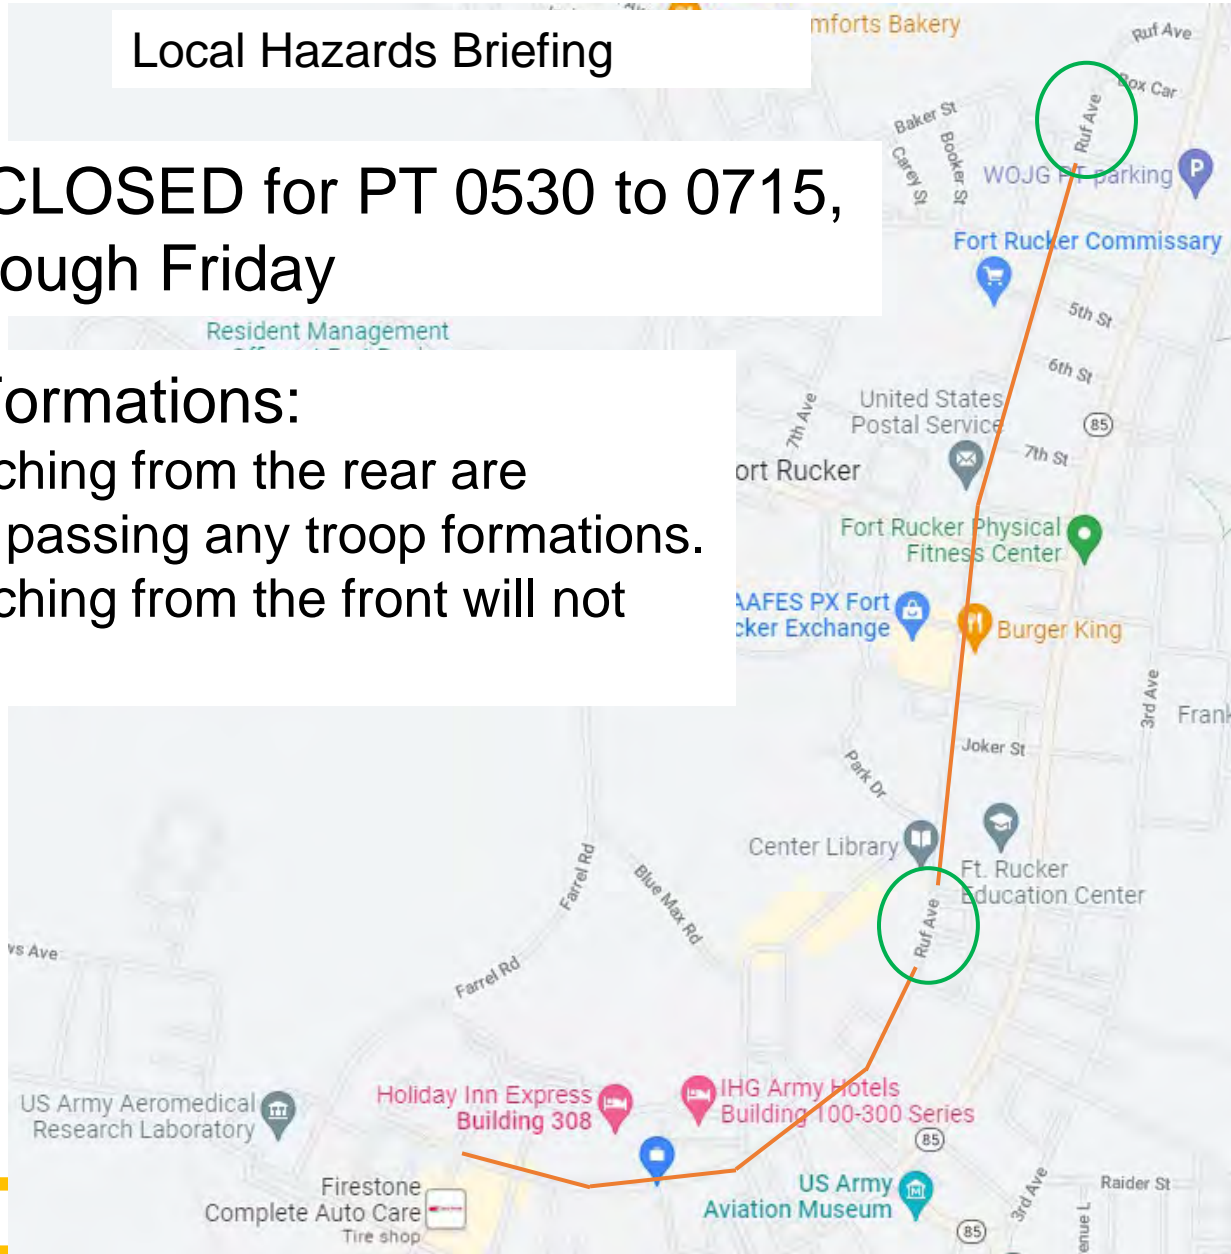 mforts Bakery
Local Hazards Briefing
Ruf Ave
Box Car
Ruf Ave
Baker St
Booker St
Carey St
WOJG PT parking
P
CLOSED for PT 0530 to 0715,
ough Friday
Fort Rucker Commissary
5th St
Resident Management
6th St
ormations:
ching from the rear are
passing any troop formations.
ching from the front will not
7th Ave
United States
Postal Service
85
7th St
ort Rucker
Fort Rucker Physical
Fitness Center
AAFES PX Fort
cker Exchange
Burger King
3rd Ave
Frank
Joker St
Park Dr
Center Library
Ft. Rucker
Education Center
Farrel Rd
Blue Max Rd
Ruf Ave
ws Ave
Farrel Rd
Holiday Inn Express
Building 308
IHG Army Hotels
Building 100-300 Series
US Army Aeromedical
Research Laboratory
85
Firestone
Complete Auto Care
Tire shop
US Army
Aviation Museum
3rd Ave
Raider St
85
enue L